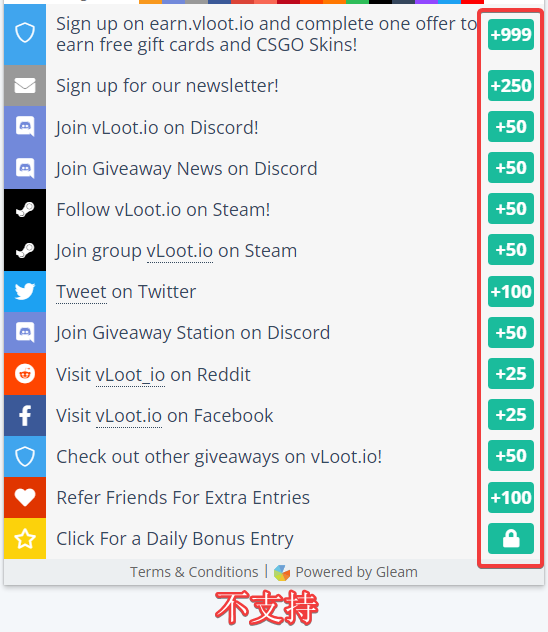 Sign up on earn.vloot.io and complete one offer to +999
earn free gift cards and CSGO Skins!
Sign up for our newsletter! +250
Join vLoot.io on Discord! +50
Join Giveaway News on Discord +50
Follow vLoot.io on Steam! +50
Join group vLoot.io on Steam +50
Tweet on Twitter +100
Join Giveaway Station on Discord +50
Visit vLoot_io on Reddit +25
Visit vLoot.io on Facebook +25
Check out other giveaways on vLoot.io! +50
Refer Friends For Extra Entries +100
Click For a Daily Bonus Entry
Terms & Conditions | Powered by Gleam
不支持